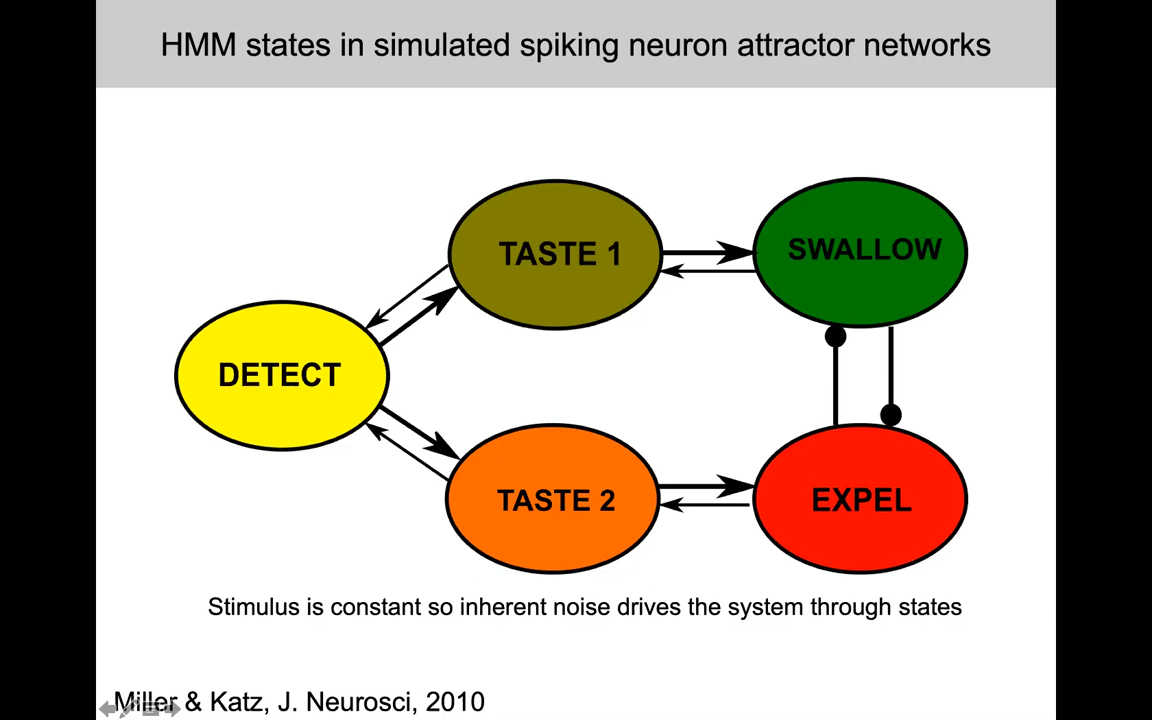 HMM states in simulated spiking neuron attractor networks
TASTE 1
SWALLOW
DETECT
TASTE 2
EXPEL
Stimulus is constant so inherent noise drives the system through states
Miller & Katz, J. Neurosci, 2010